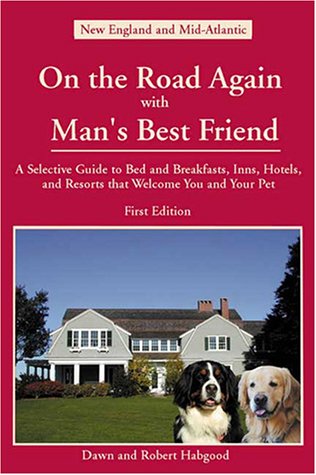 New England and Mid-Atlantic
On the Road Again
with
Man's Best Friend
A Selective Guide to Bed and Breakfasts, Inns, Hotels,
and Resorts that Welcome You and Your Pet
First Edition
Dawn and Robert Habgood